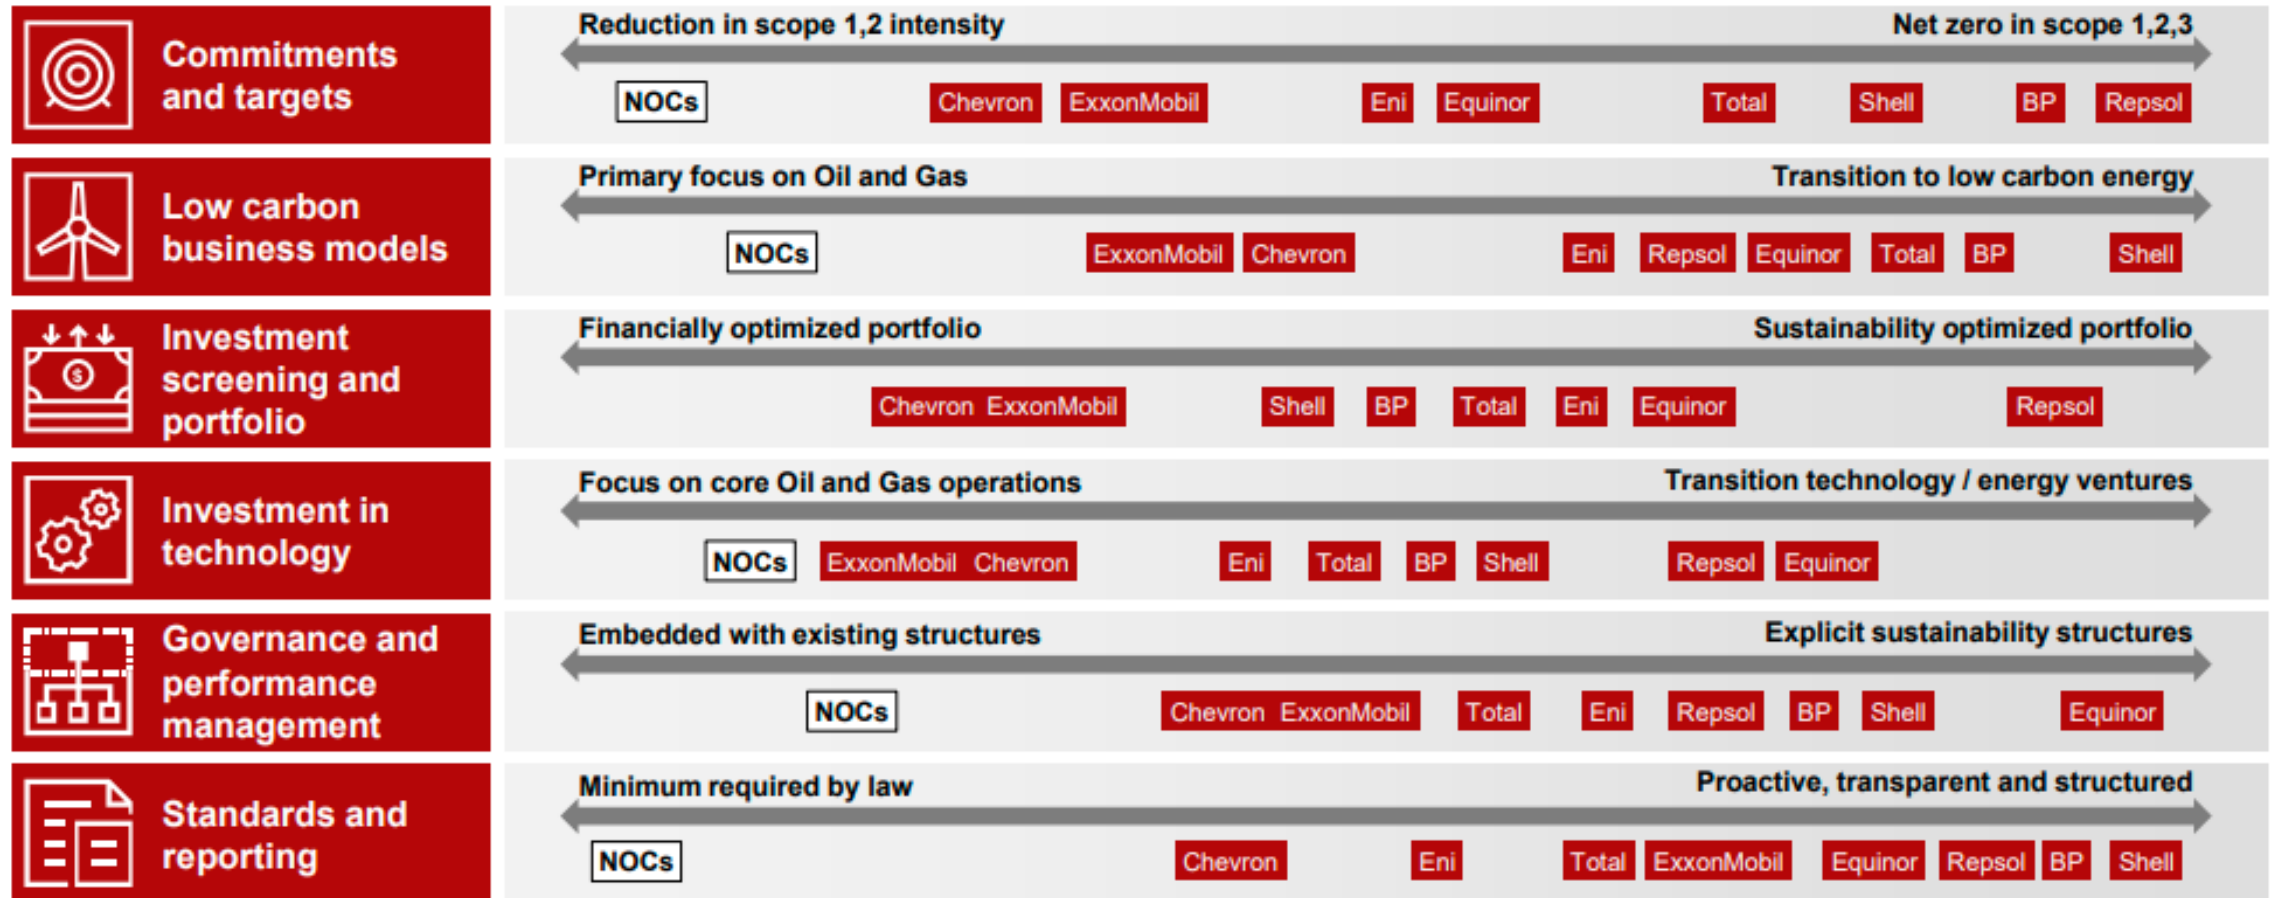 Commitments
and targets
Reduction in scope 1,2 intensity
Net zero in scope 1,2,3
NOCs
Chevron
ExxonMobil
Eni
Equinor
Total
Shell
BP
Repsol
Low carbon
business models
Primary focus on Oil and Gas
Transition to low carbon energy
NOCs
ExxonMobil
Chevron
Eni
Repsol
Equinor
Total
BP
Shell
$
Investment
screening and
portfolio
Financially optimized portfolio
Sustainability optimized portfolio
Chevron ExxonMobil
Shell
BP
Total
Eni
Equinor
Repsol
Investment in
technology
Focus on core Oil and Gas operations
Transition technology / energy ventures
NOCs
ExxonMobil Chevron
Eni
Total
BP
Shell
Repsol
Equinor
Governance and
performance
management
Embedded with existing structures
Explicit sustainability structures
NOCs
Chevron ExxonMobil
Total
Eni
Repsol
BP
Shell
Equinor
Standards and
reporting
Minimum required by law
Proactive, transparent and structured
NOCs
Chevron
Eni
Total
ExxonMobil
Equinor
Repsol
BP
Shell